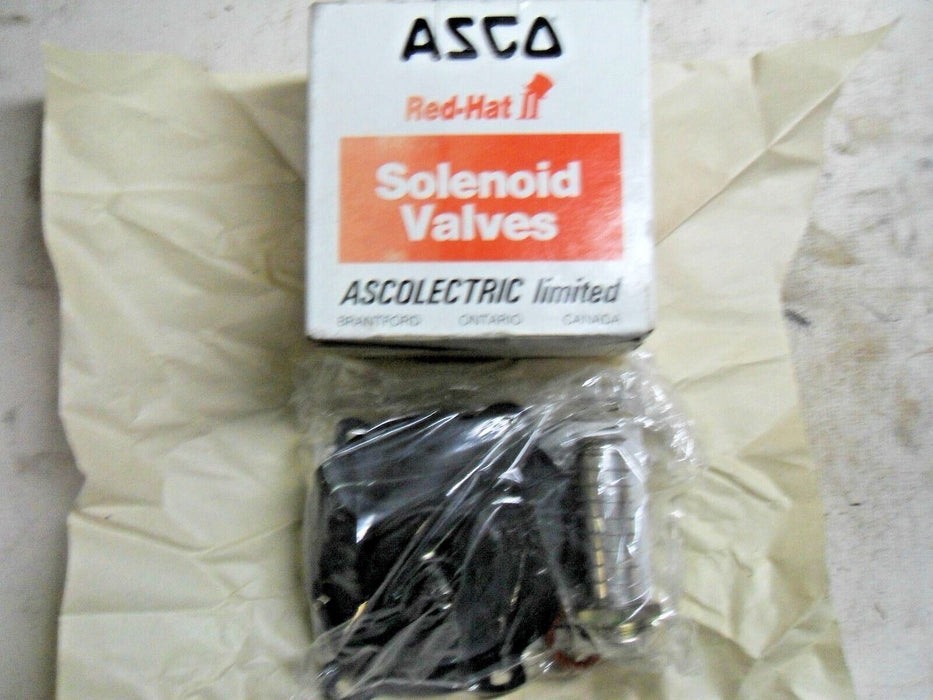 ASCO
Red-Hat II
Solenoid
Valves
ASCOLECTRIC limited
BRANTFORD ONTARIO CANADA